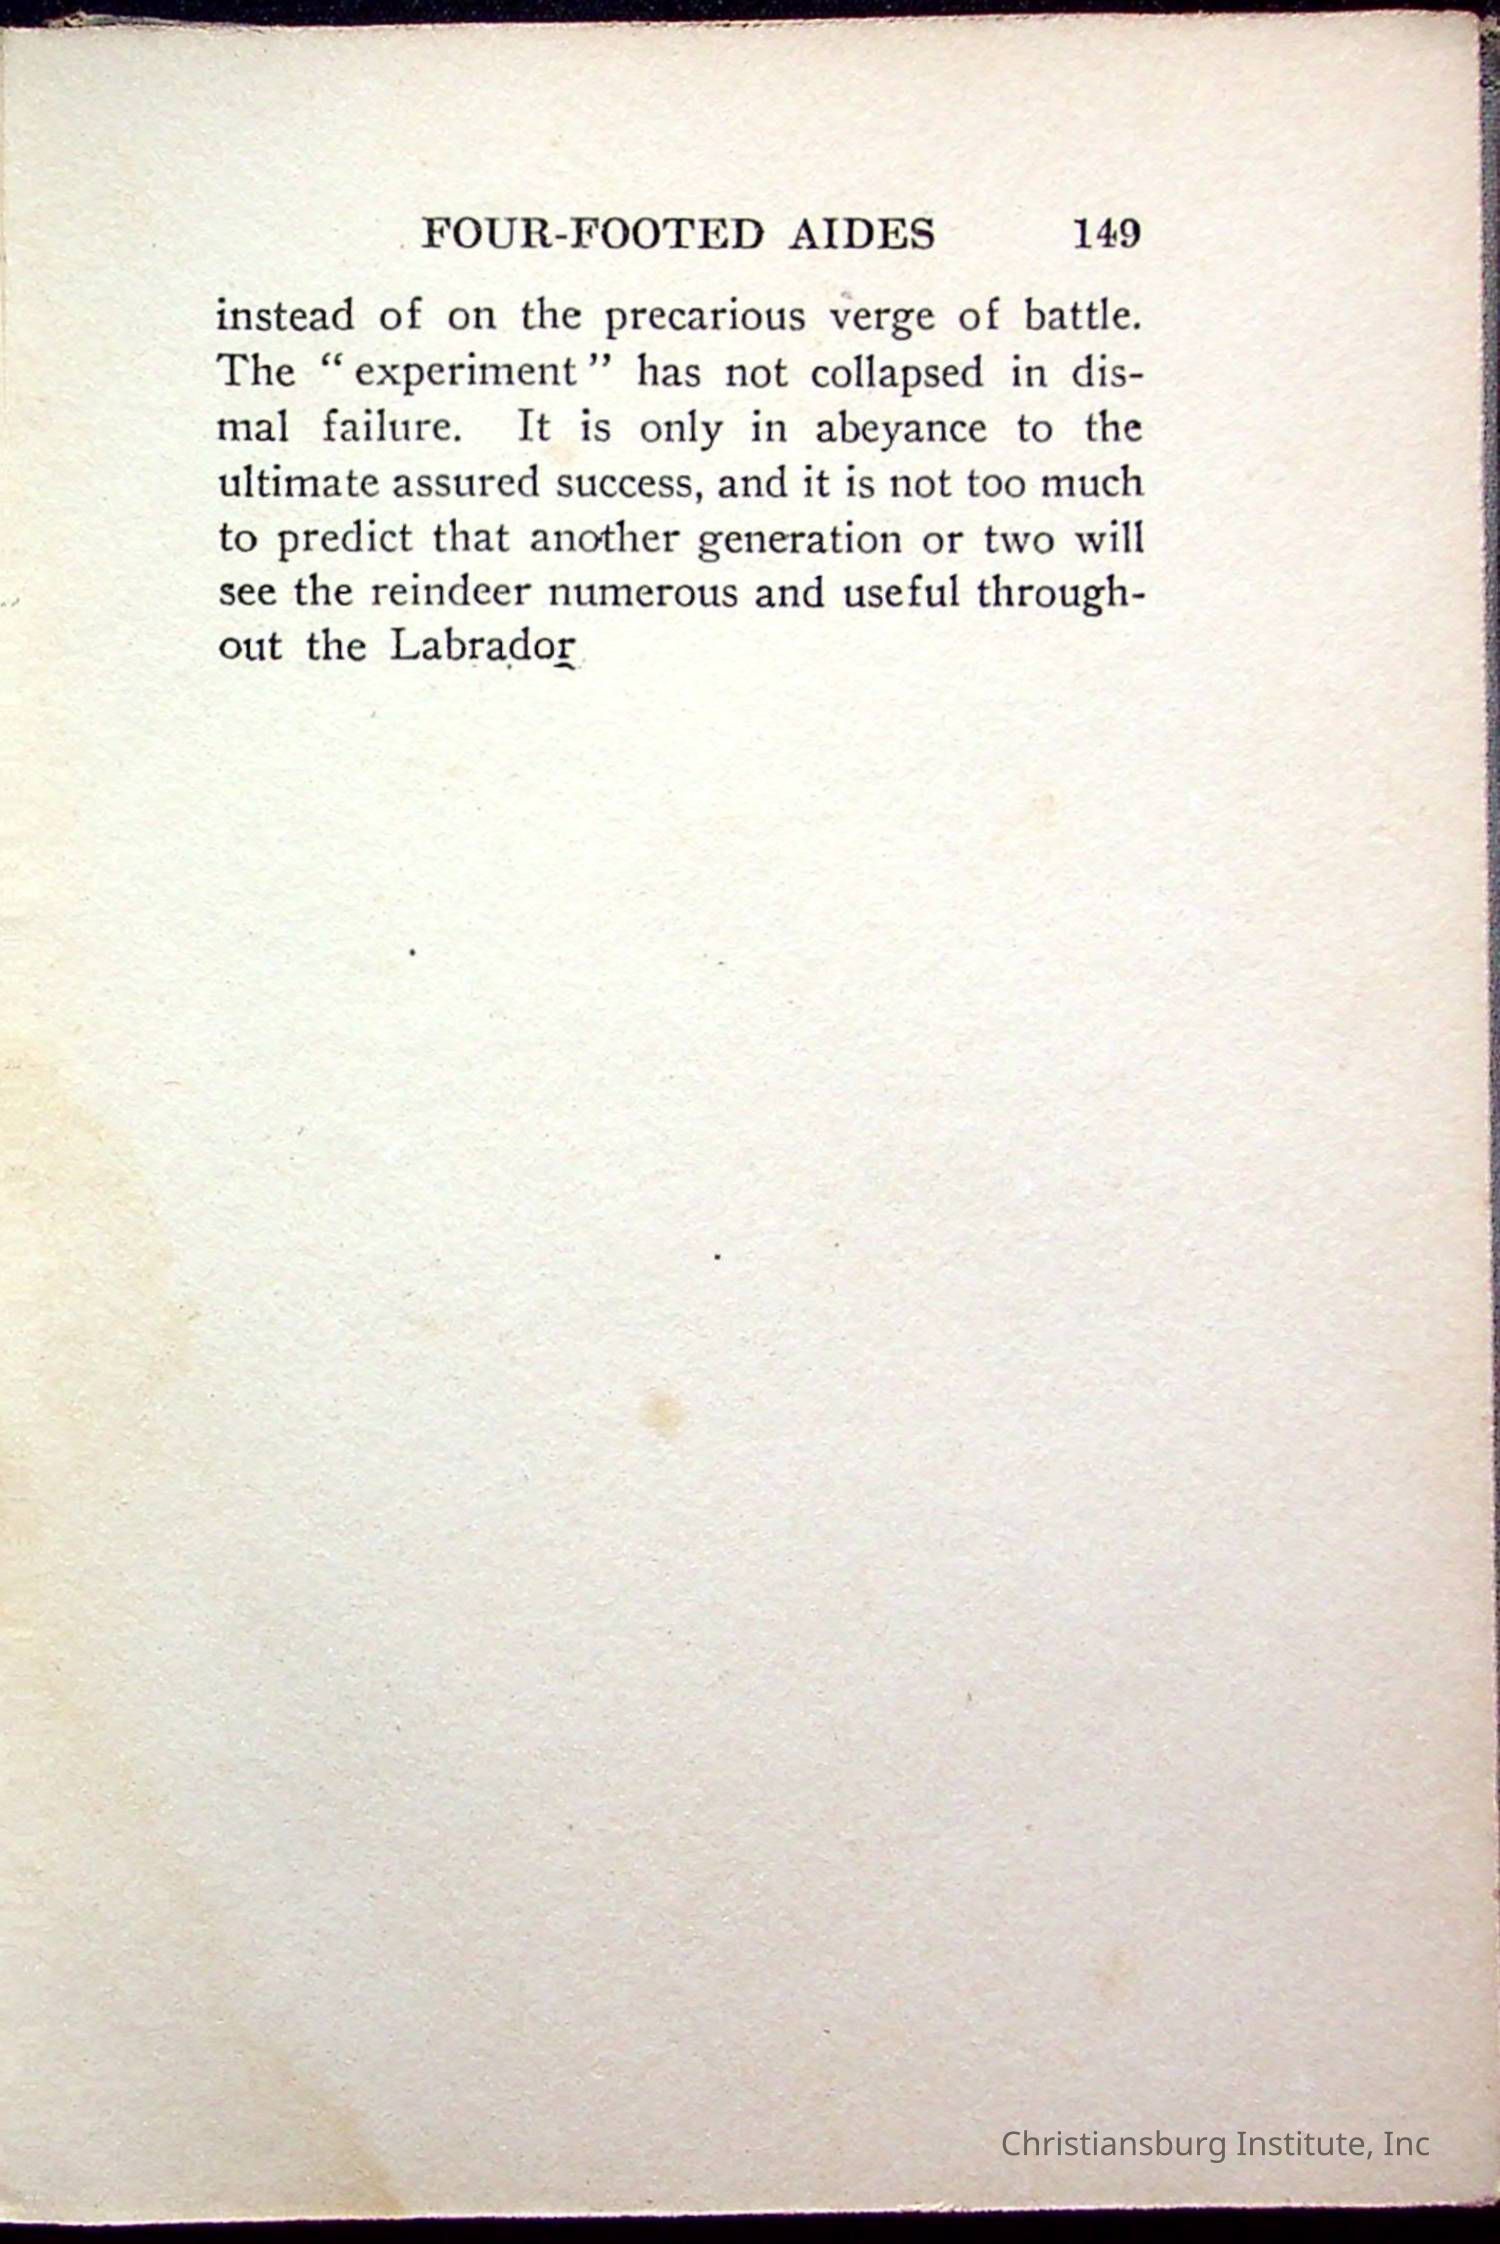 FOUR-FOOTED AIDES 149
instead of on the precarious verge of battle.
The “experiment” has not collapsed in dis-
mal failure. It is only in abeyance to the
ultimate assured success, and it is not too much
to predict that another generation or two will
see the reindeer numerous and useful through-
out the Labrador
Christiansburg Institute, Inc